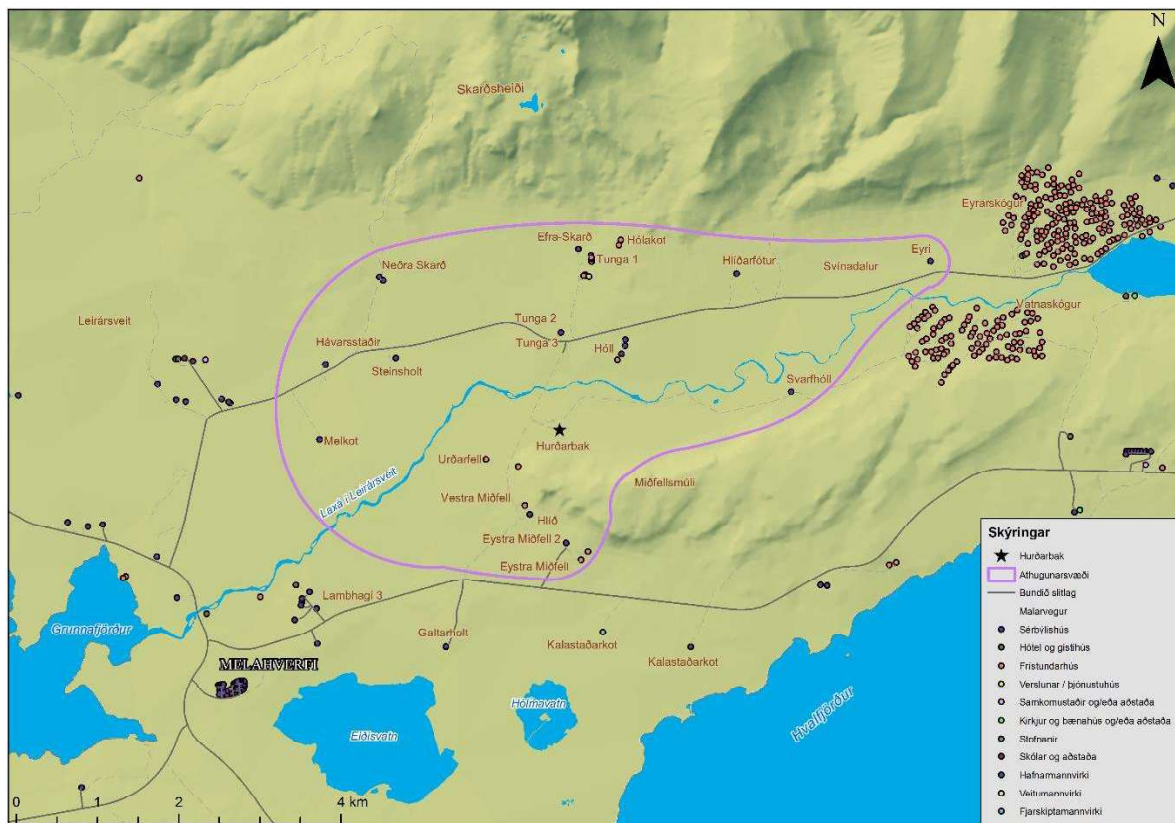 N
Skarðsheiði
Eyrarskógur
Efra-Skarð
Hólakot
Neðra Skarð
Tunga 1
Hlíðarfótur
Svínadalur
Eyri
Leirársveit
Vatnaskógur
Tunga 2
Hávarsstaðir
Tunga 3
Hóll
Steinsholt
Svarfhóll
Melkot
Hurðarbak
Urðarfell
Laxá í Leirársveit
Miðfellsmúli
Vestra Miðfell
Hlíð
Eystra Miðfell 2
Eystra Miðfell
Lambhagi 3
Grunnafjörður
Galtarholt
Kalastaðarkot
Kalastaðarkot
MELAHVERFI
Hólmavatn
Eiðisvatn
Hvalfjörður
0 1 2 4 km
Skýringar
Hurðarbak
Athugunarsvæði
Bundið slitlag
Malarvegur
Sérbýlishús
Hótel og gistihús
Frístundarhús
Verslunar / þjónustuhús
Samkomustaðir og/eða aðstaða
Kirkjur og bænahús og/eða aðstaða
Stofnanir
Skólar og aðstaða
Hafnarmannvirki
Veitumannvirki
Fjarskiptamannvirki